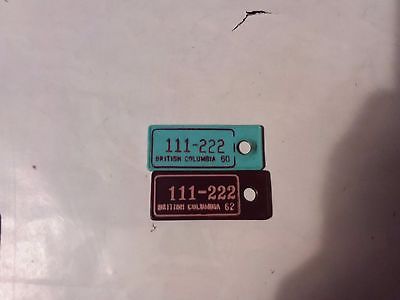 111-222
BRITISH COLUMBIA 60
111-222
BRITISH COLUMBIA 62